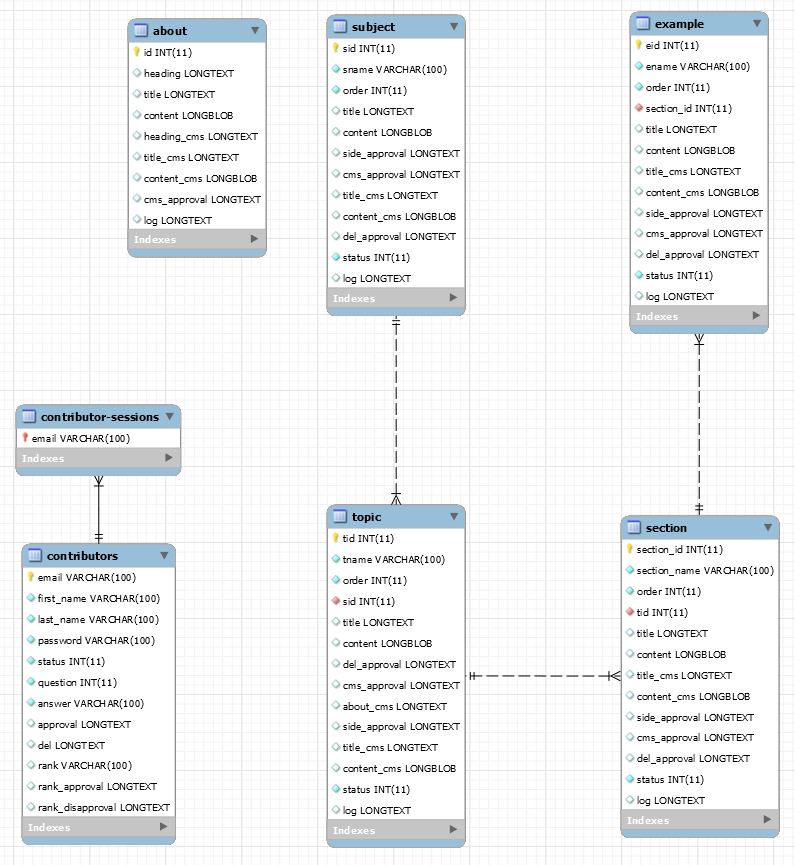 about
id INT(11)
heading LONGTEXT
title LONGTEXT
content LONGBLOB
heading_cms LONGTEXT
title_cms LONGTEXT
content_cms LONGBLOB
cms_approval LONGTEXT
log LONGTEXT
Indexes
subject
sid INT(11)
sname VARCHAR(100)
order INT(11)
title LONGTEXT
content LONGBLOB
side_approval LONGTEXT
cms_approval LONGTEXT
title_cms LONGTEXT
content_cms LONGBLOB
del_approval LONGTEXT
status INT(11)
log LONGTEXT
Indexes
example
eid INT(11)
ename VARCHAR(100)
order INT(11)
section_id INT(11)
title LONGTEXT
content LONGBLOB
title_cms LONGTEXT
content_cms LONGBLOB
side_approval LONGTEXT
cms_approval LONGTEXT
del_approval LONGTEXT
status INT(11)
log LONGTEXT
Indexes
contributor-sessions
email VARCHAR(100)
Indexes
contributors
email VARCHAR(100)
first_name VARCHAR(100)
last_name VARCHAR(100)
password VARCHAR(100)
status INT(11)
question INT(11)
answer VARCHAR(100)
approval LONGTEXT
del LONGTEXT
rank VARCHAR(100)
rank_approval LONGTEXT
rank_disapproval LONGTEXT
Indexes
topic
tid INT(11)
tname VARCHAR(100)
order INT(11)
sid INT(11)
title LONGTEXT
content LONGBLOB
del_approval LONGTEXT
cms_approval LONGTEXT
about_cms LONGTEXT
side_approval LONGTEXT
title_cms LONGTEXT
content_cms LONGBLOB
status INT(11)
log LONGTEXT
Indexes
section
section_id INT(11)
section_name VARCHAR(100)
order INT(11)
tid INT(11)
title LONGTEXT
content LONGBLOB
title_cms LONGTEXT
content_cms LONGBLOB
side_approval LONGTEXT
cms_approval LONGTEXT
del_approval LONGTEXT
status INT(11)
log LONGTEXT
Indexes